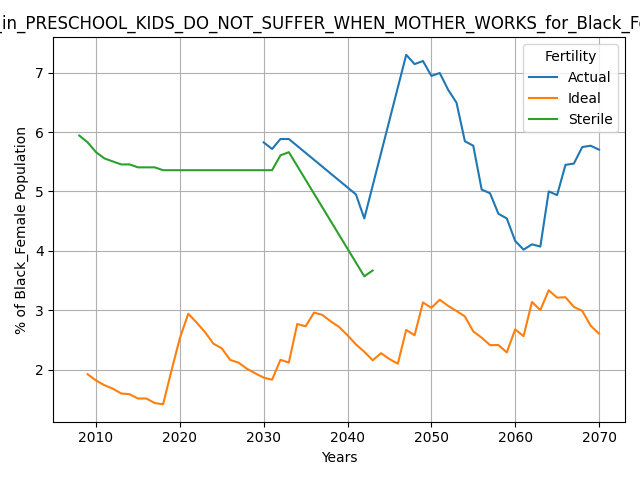 _in_PRESCHOOL_KIDS_DO_NOT_SUFFER_WHEN_MOTHER_WORKS_for_Black_Fe
Fertility
Actual
Ideal
Sterile
% of Black_Female Population
7
6
5
4
3
2
2010 2020 2030 2040 2050 2060 2070
Years